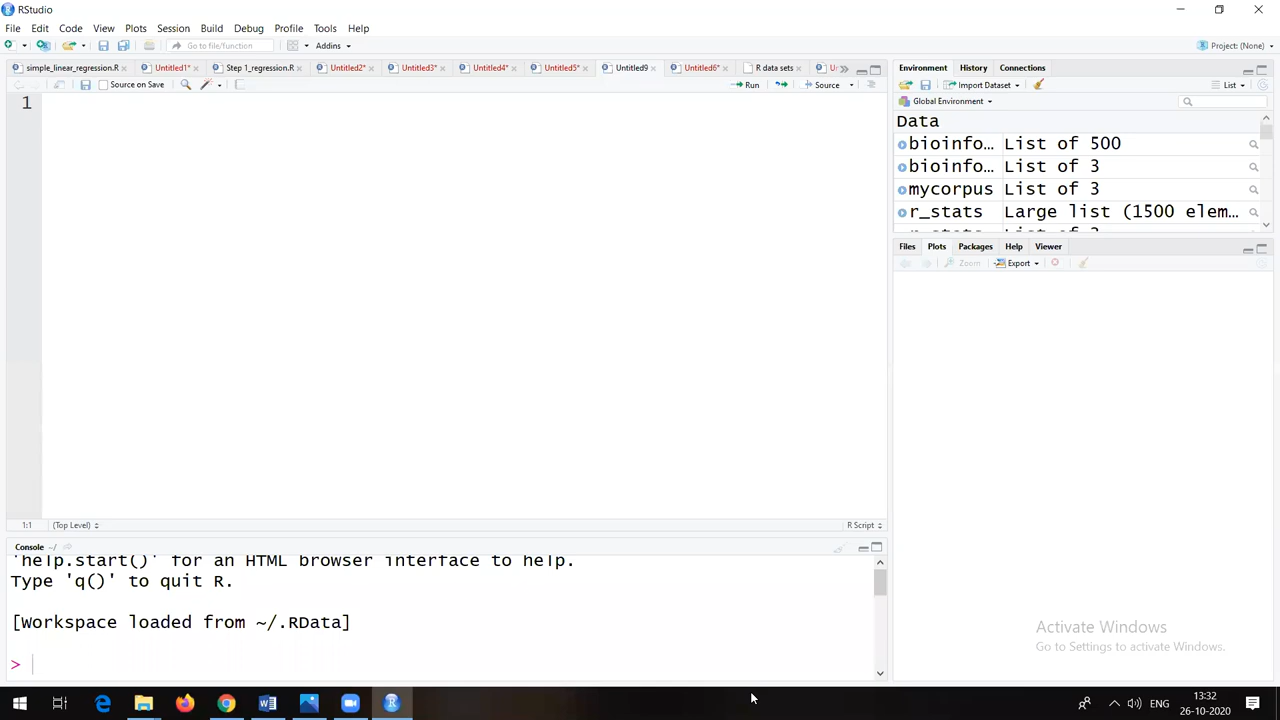 RStudio
File Edit Code View Plots Session Build Debug Profile Tools Help
Go to file/function Addins Project: (None)
simple_linear_regression.R Untitled1* Step 1_regression.R Untitled2* Untitled3* Untitled4* Untitled5* Untitled9 Untitled6* R data sets
Source on Save Run Source
1
1:1 (Top Level) R Script
Console ~/
'help.start()' for an HTML browser interface to help.
Type 'q()' to quit R.
[Workspace loaded from ~/.RData]
>
Environment History Connections
Import Dataset List
Global Environment
Data
bioinfo… List of 500
bioinfo… List of 3
mycorpus List of 3
r_stats Large list (1500 elem…
Files Plots Packages Help Viewer
Zoom Export
Activate Windows
Go to Settings to activate Windows.
ENG
13:32
26-10-2020